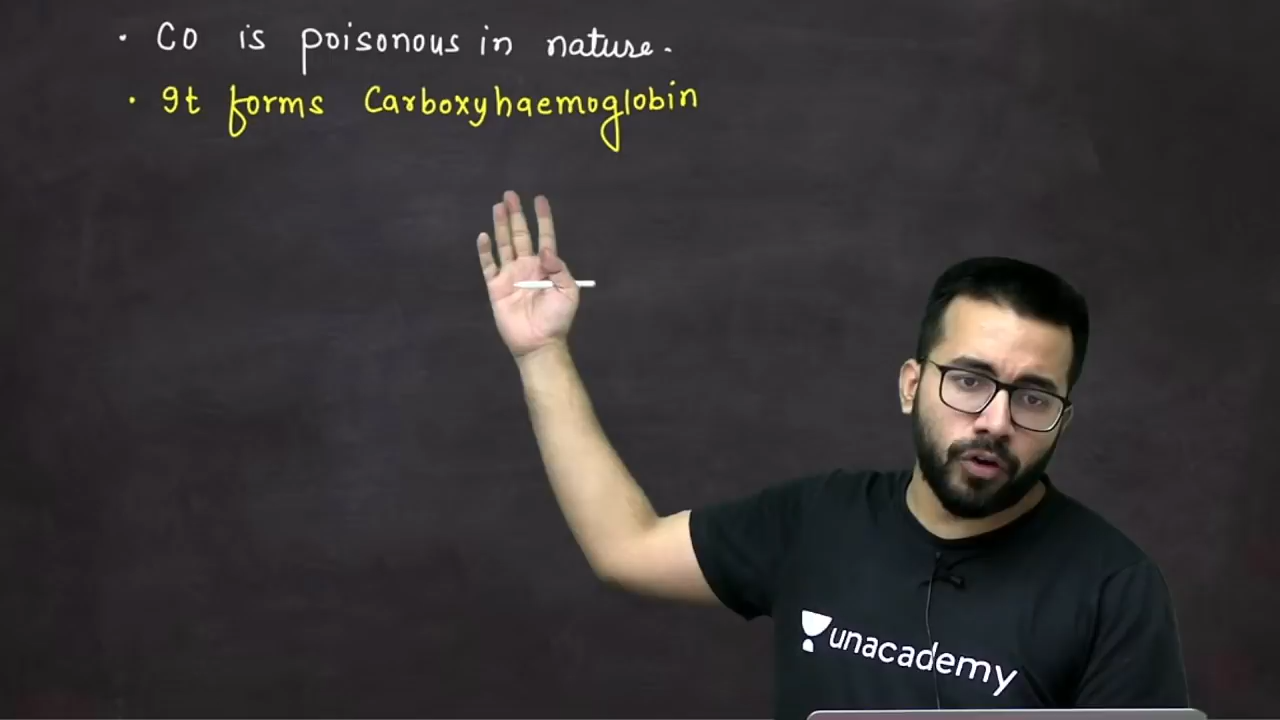 · CO is poisonous in nature.
· It forms Carboxyhaemoglobin
unacademy